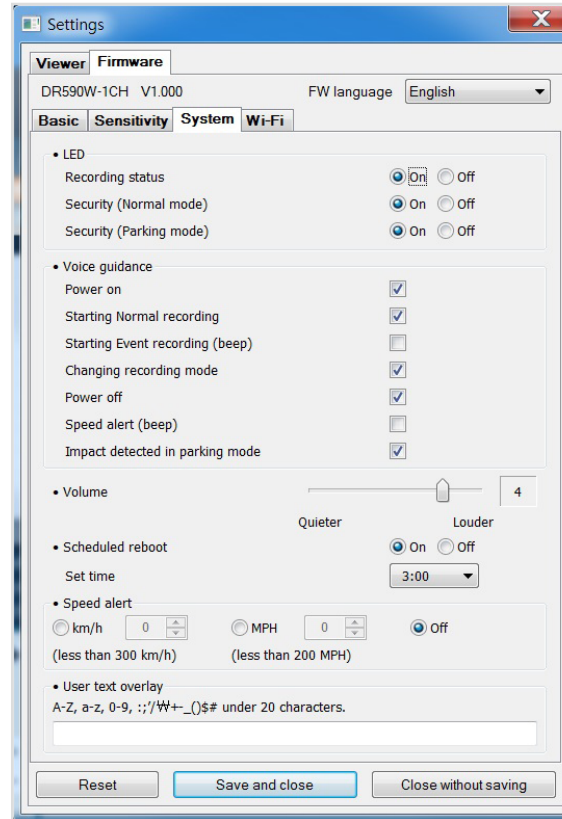 Settings
Viewer Firmware
DR590W-1CH V1.000 FW language English
Basic Sensitivity System Wi-Fi
• LED
Recording status On Off
Security (Normal mode) On Off
Security (Parking mode) On Off
• Voice guidance
Power on
Starting Normal recording
Starting Event recording (beep)
Changing recording mode
Power off
Speed alert (beep)
Impact detected in parking mode
• Volume 4
Quieter Louder
• Scheduled reboot On Off
Set time 3:00
• Speed alert
km/h 0 MPH 0 Off
(less than 300 km/h) (less than 200 MPH)
• User text overlay
A-Z, a-z, 0-9, :;'/₩+-_()$# under 20 characters.
Reset Save and close Close without saving